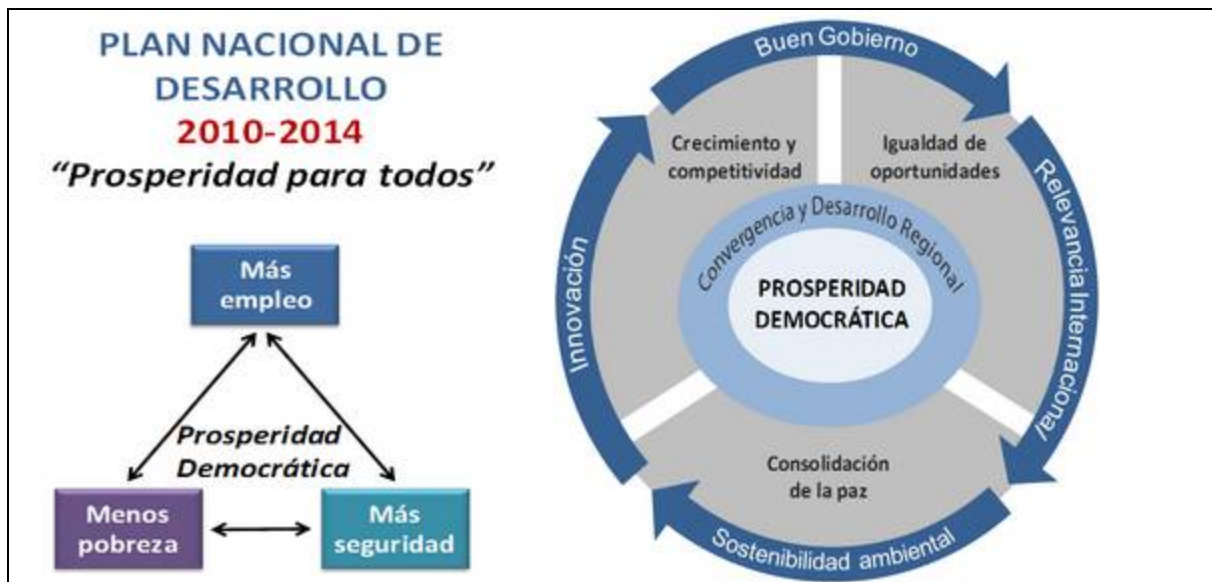 PLAN NACIONAL DE
DESARROLLO
2010-2014
“Prosperidad para todos”
Más
empleo
Prosperidad
Democrática
Menos
pobreza
Más
seguridad
Buen Gobierno
Crecimiento y
competitividad
Igualdad de
oportunidades
Relevancia Internacional
Innovación
Convergencia y Desarrollo Regional
PROSPERIDAD
DEMOCRÁTICA
Consolidación
de la paz
Sostenibilidad ambiental